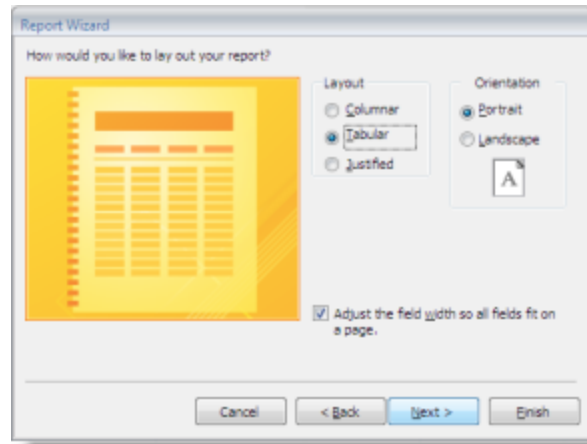 Report Wizard
How would you like to lay out your report?
Layout
Columnar
Tabular
Justified
Orientation
Portrait
Landscape
A
Adjust the field width so all fields fit on
a page.
Cancel
< Back
Next >
Finish